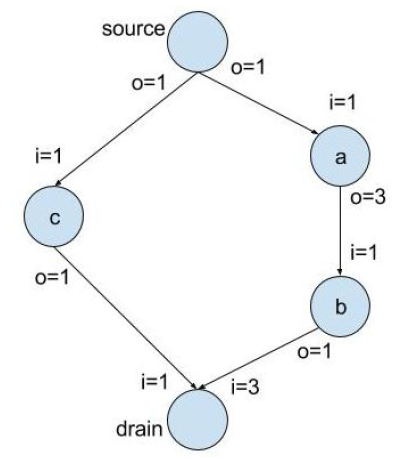 source
o=1
o=1
i=1
a
i=1
c
o=3
i=1
o=1
b
o=1
i=1
i=3
drain